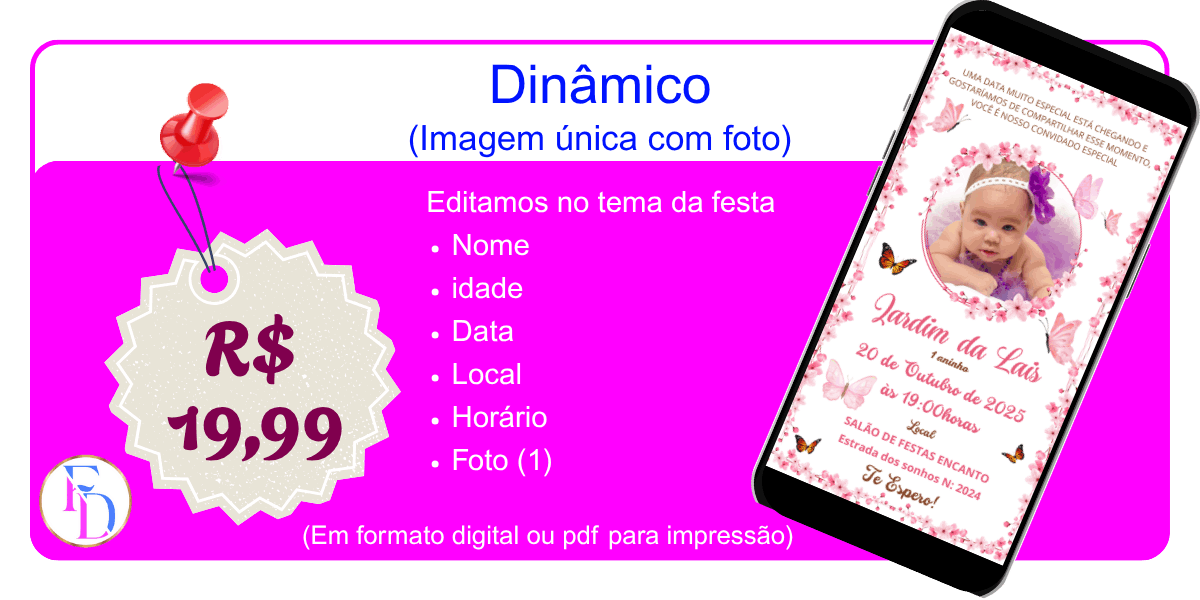 Dinâmico
(Imagem única com foto)
Editamos no tema da festa
• Nome
• idade
• Data
• Local
• Horário
• Foto (1)
(Em formato digital ou pdf para impressão)
R$
19,99
FD
UMA DATA MUITO ESPECIAL ESTÁ CHEGANDO E
GOSTARÍAMOS DE COMPARTILHAR ESSE MOMENTO,
VOCÊ É NOSSO CONVIDADO ESPECIAL
Jardim da Lais
1 aninho
20 de Outubro de 2025
às 19:00horas
Local
SALÃO DE FESTAS ENCANTO
Estrada dos sonhos N: 2024
Te Espero!